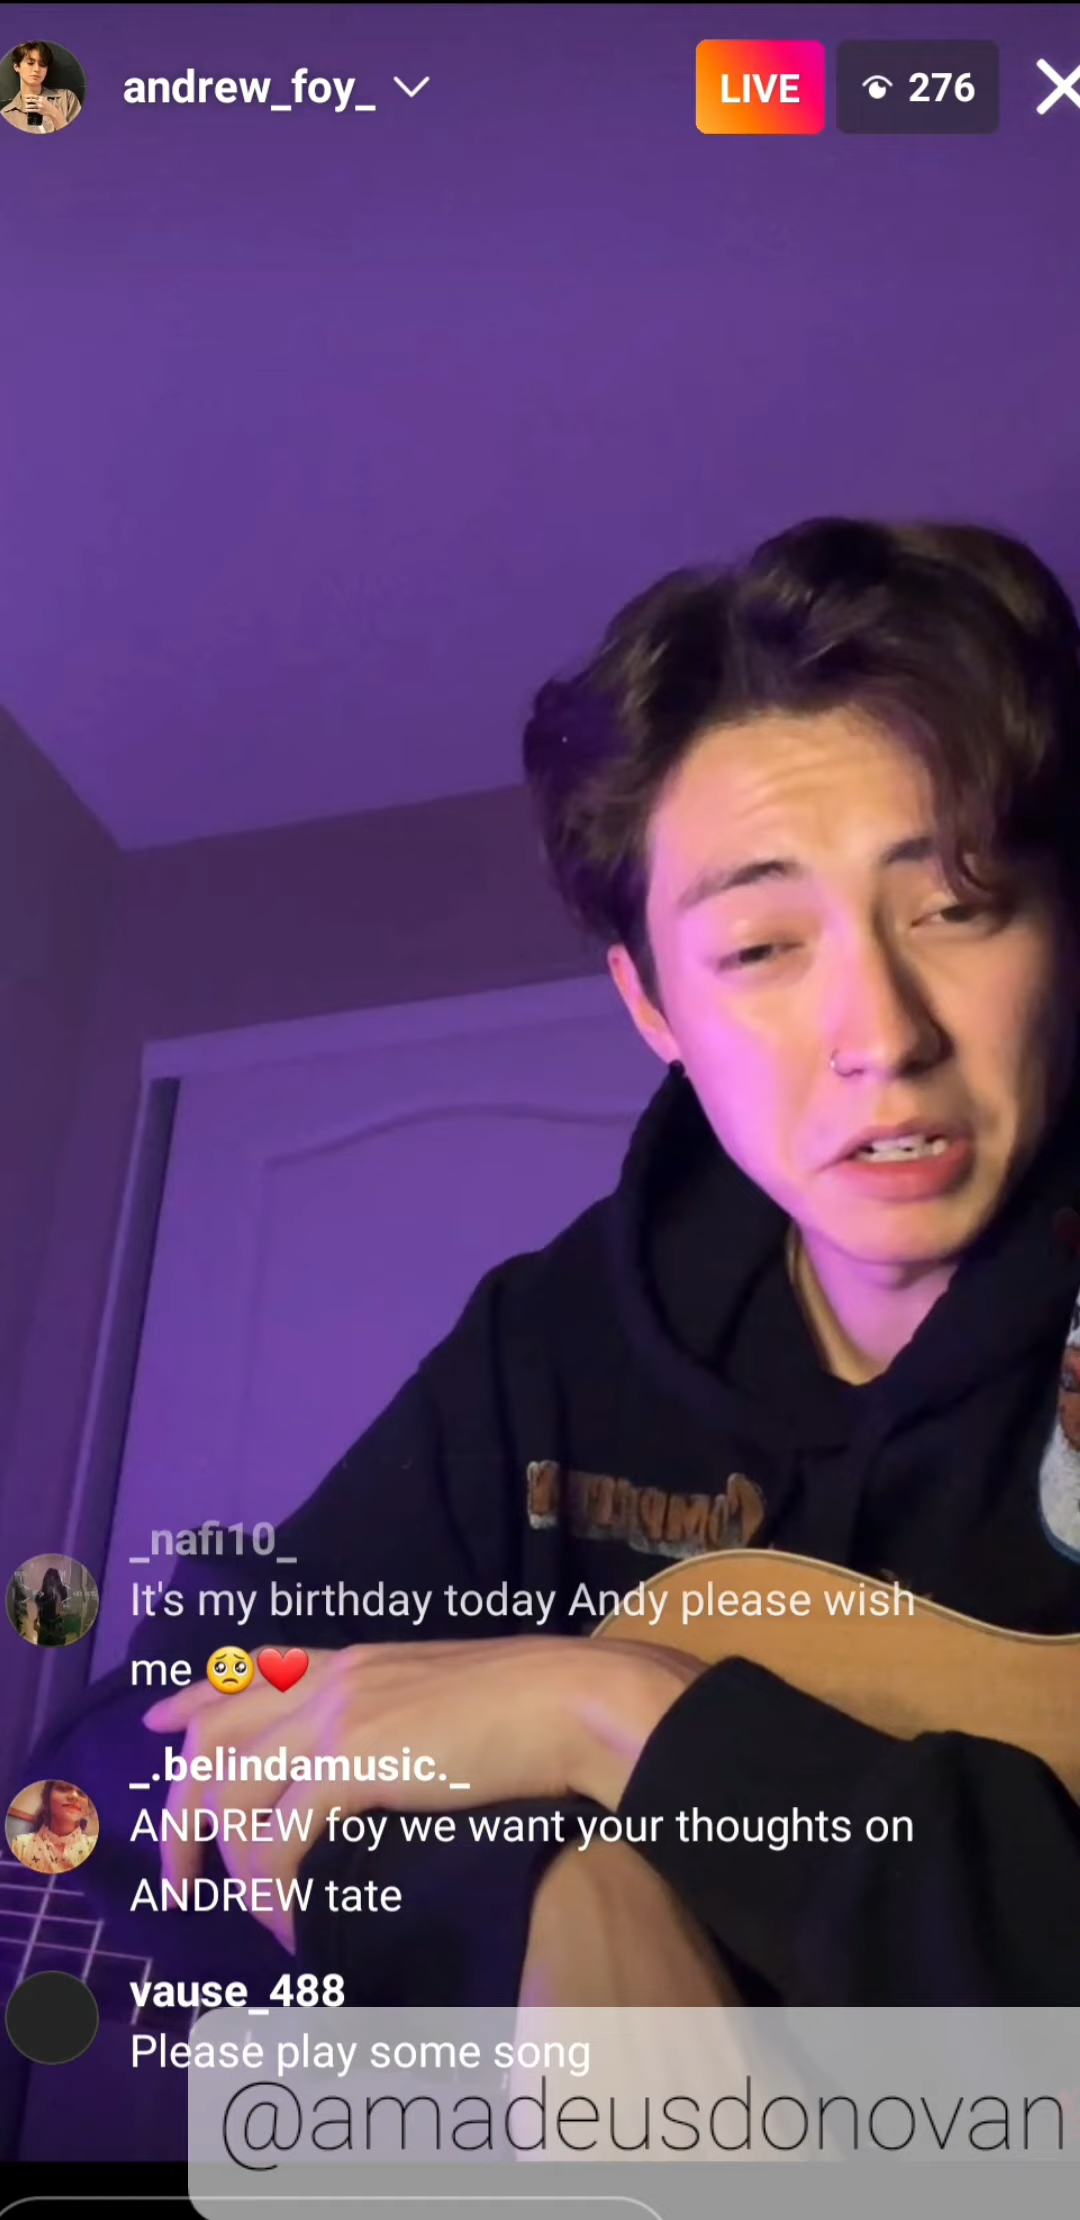 andrew_foy_
LIVE 276
_nafi10_
It's my birthday today Andy please wish
me 🥺❤️
_.belindamusic._
ANDREW foy we want your thoughts on
ANDREW tate
vause_488
Please play some song
@amadeusdonovan